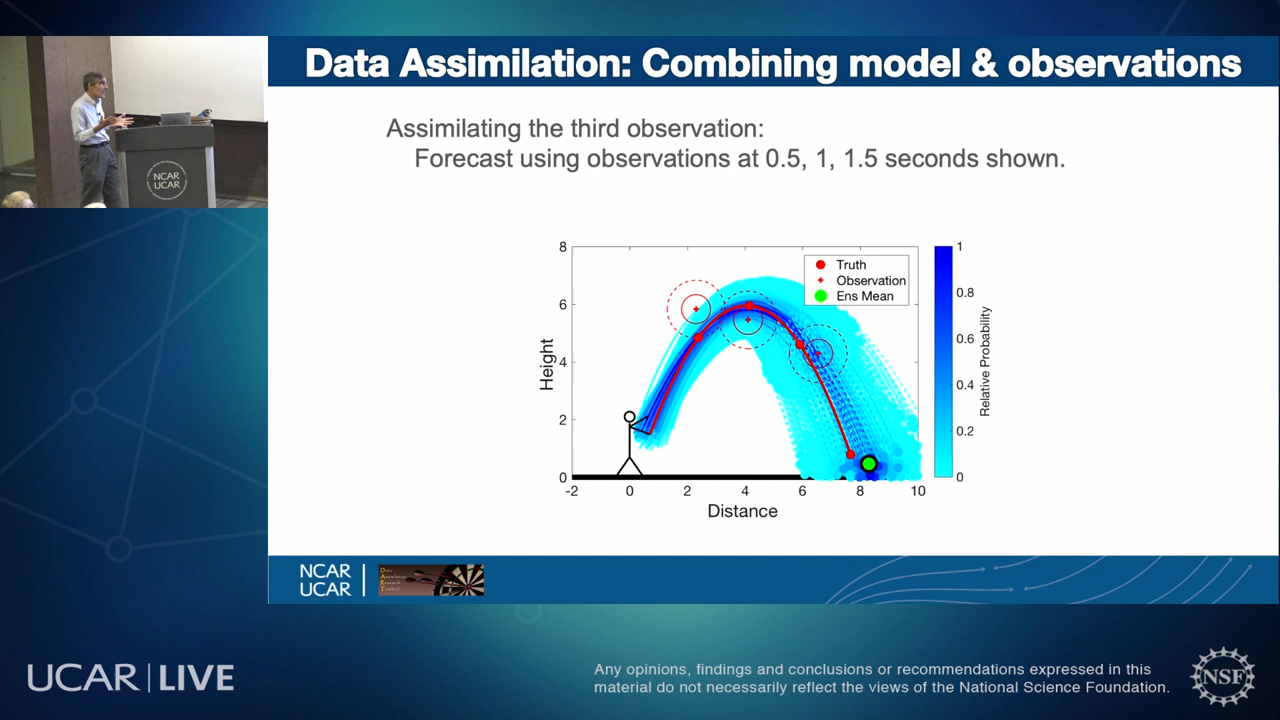 Data Assimilation: Combining model & observations
Assimilating the third observation:
Forecast using observations at 0.5, 1, 1.5 seconds shown.
NCAR
UCAR
8
6
4
2
0
Height
-2
0
2
4
6
8
10
Distance
Truth
Observation
Ens Mean
1
0.8
0.6
0.4
0.2
0
Relative Probability
NCAR
UCAR
Data
Assimilation
Research
Testbed
UCAR LIVE
Any opinions, findings and conclusions or recommendations expressed in this
material do not necessarily reflect the views of the National Science Foundation.
NSF